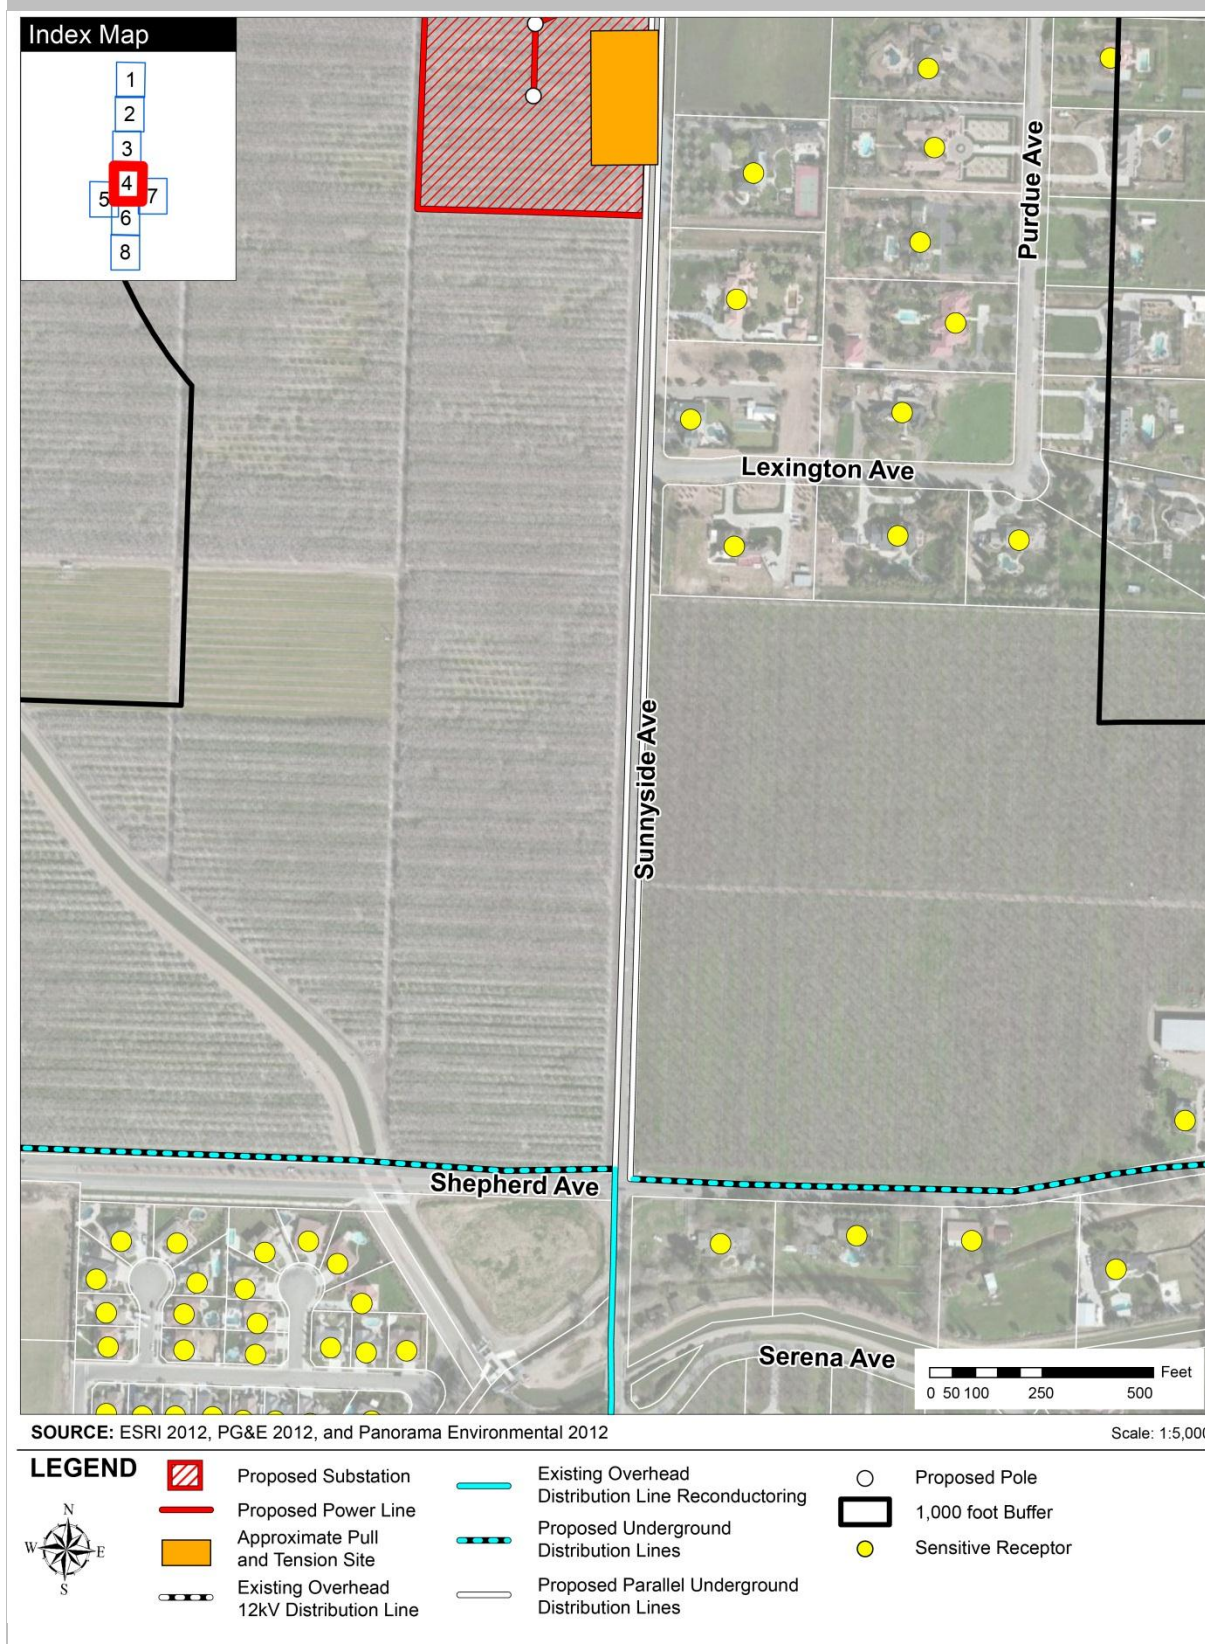 Index Map
1
2
3
4
5
7
6
8
Purdue Ave
Lexington Ave
Sunnyside Ave
Shepherd Ave
Serena Ave
Feet
0 50 100 250 500
SOURCE: ESRI 2012, PG&E 2012, and Panorama Environmental 2012
Scale: 1:5,000
LEGEND
N
W E
S
Proposed Substation
Proposed Power Line
Approximate Pull
and Tension Site
Existing Overhead
12kV Distribution Line
Existing Overhead
Distribution Line Reconductoring
Proposed Underground
Distribution Lines
Proposed Parallel Underground
Distribution Lines
Proposed Pole
1,000 foot Buffer
Sensitive Receptor